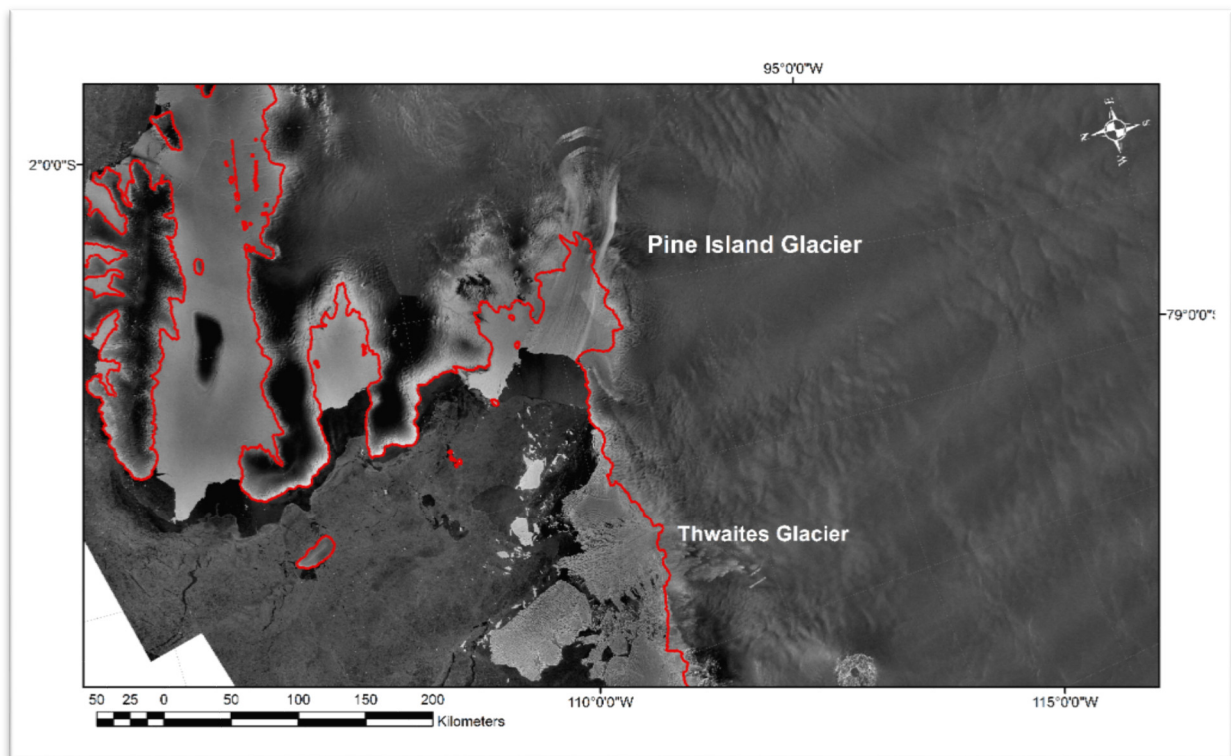 95°0'0"W
2°0'0"S
N
E
S
W
Pine Island Glacier
79°0'0"S
Thwaites Glacier
50 25 0 50 100 150 200
Kilometers
110°0'0"W
115°0'0"W